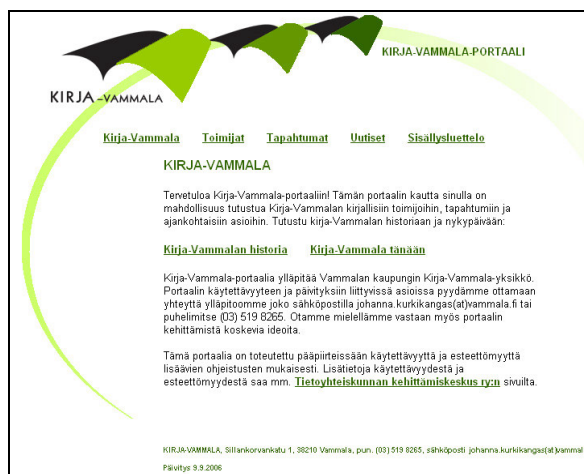 KIRJA-VAMMALA-PORTAALI
KIRJA-VAMMALA
Kirja-Vammala Toimijat Tapahtumat Uutiset Sisällysluettelo
KIRJA-VAMMALA
Tervetuloa Kirja-Vammala-portaaliin! Tämän portaalin kautta sinulla on
mahdollisuus tutustua Kirja-Vammalan kirjallisiin toimijoihin, tapahtumiin ja
ajankohtaisiin asioihin. Tutustu kirja-Vammalan historiaan ja nykypäivään:
Kirja-Vammalan historia Kirja-Vammala tänään
Kirja-Vammala-portaalia ylläpitää Vammalan kaupungin Kirja-Vammala-yksikkö.
Portaalin käytettävyyteen ja päivityksiin liittyvissä asioissa pyydämme ottamaan
yhteyttä ylläpitoomme joko sähköpostilla johanna.kurkikangas(at)vammala.fi tai
puhelimitse (03) 519 8265. Otamme mielellämme vastaan myös portaalin
kehittämistä koskevia ideoita.
Tämä portaalia on toteutettu pääpiirteissään käytettävyyttä ja esteettömyyttä
lisäävien ohjeistusten mukaisesti. Lisätietoja käytettävyydestä ja
esteettömyydestä saa mm. Tietoyhteiskunnan kehittämiskeskus ry:n sivuilta.
KIRJA-VAMMALA, Sillankorvankatu 1, 38210 Vammala, pun. (03) 519 8265, sähköposti johanna.kurkikangas(at)vammal
Päivitys 9.9.2006